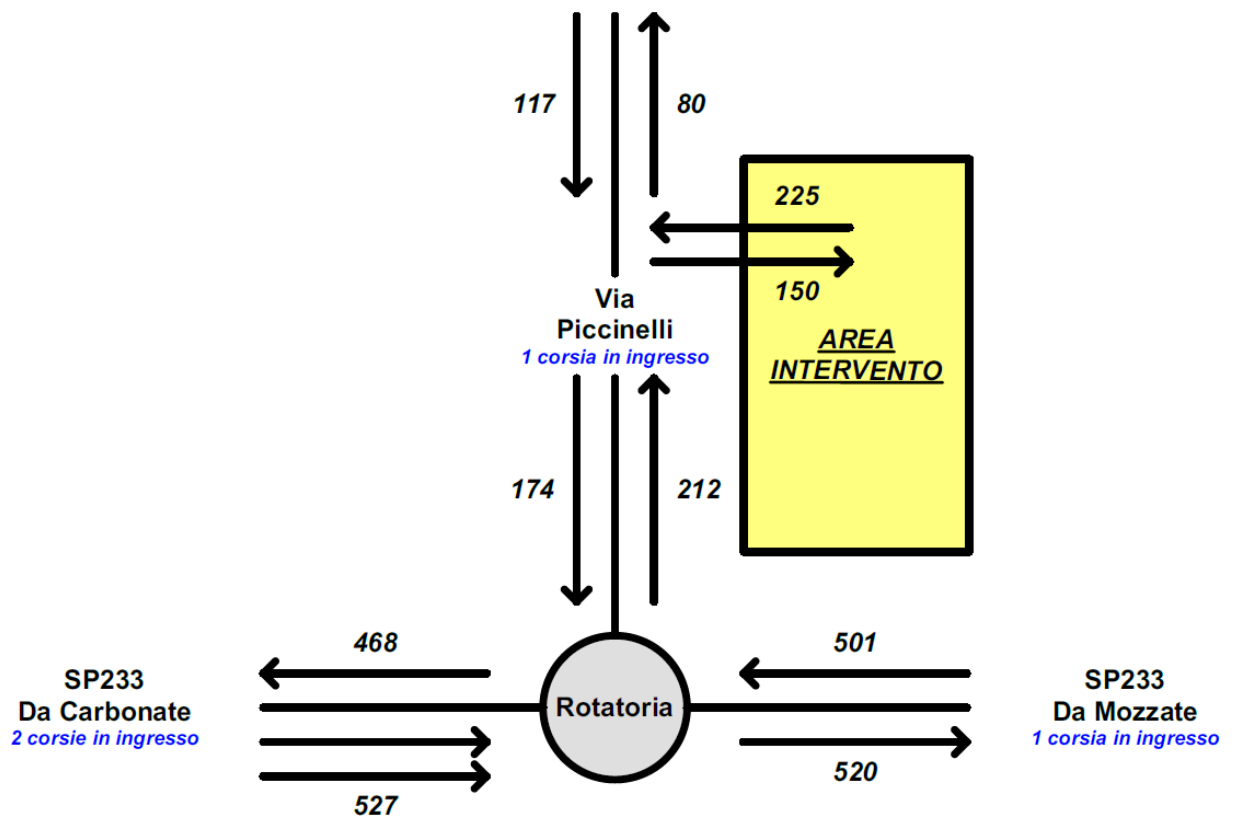 117
80
225
150
Via
Piccinelli
1 corsia in ingresso
AREA
INTERVENTO
174
212
468
501
SP233
Da Carbonate
2 corsie in ingresso
Rotatoria
SP233
Da Mozzate
1 corsia in ingresso
527
520